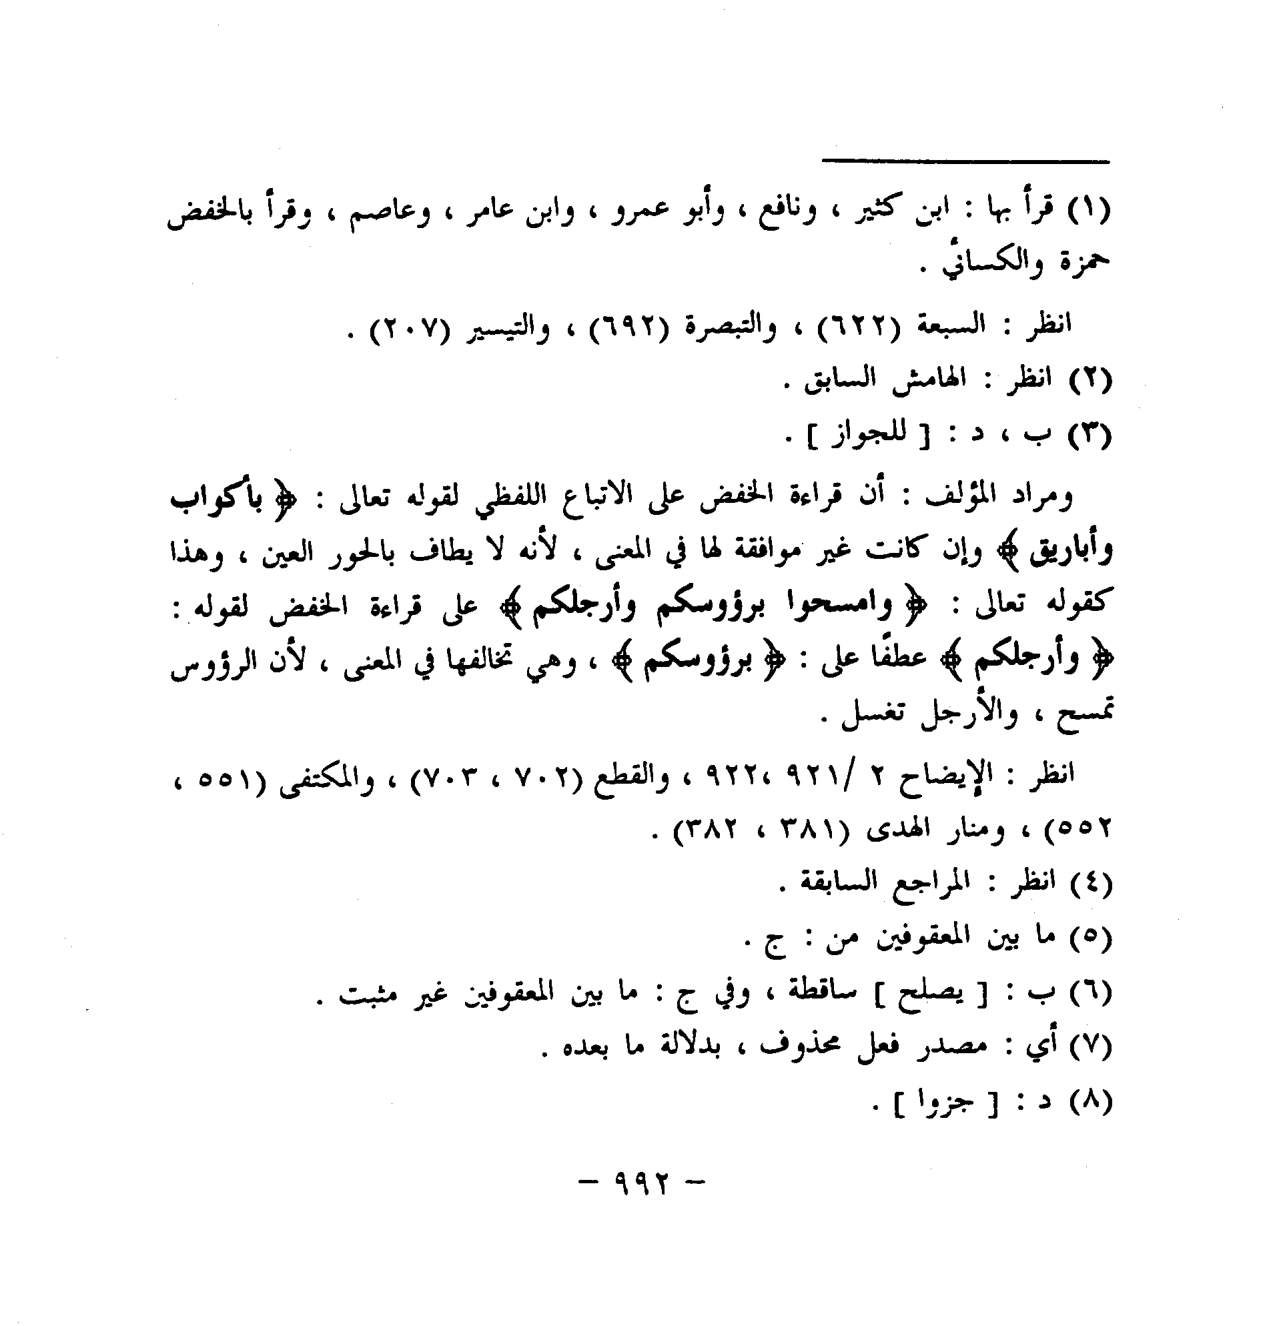 (١) قرأ بها : ابن كثير ، ونافع ، وأبو عمرو ، وابن عامر ، وعاصم ، وقرأ بالخفض
حمزة والكسائي .
انظر : السبعة (٦٢٢) ، والتبصرة (٦٩٢) ، والتيسير (٢٠٧) .
(٢) انظر : الهامش السابق .
(٣) ب ، د : [ للجواز ] .
ومراد المؤلف : أن قراءة الخفض على الاتباع اللفظي لقوله تعالى : ﴿ بأكواب
وأباريق ﴾ وإن كانت غير موافقة لها في المعنى ، لأنه لا يطاف بالحور العين ، وهذا
كقوله تعالى : ﴿ وامسحوا برؤوسكم وأرجلكم ﴾ على قراءة الخفض لقوله :
﴿ وأرجلكم ﴾ عطفًا على : ﴿ برؤوسكم ﴾ ، وهي تخالفها في المعنى ، لأن الرؤوس
تمسح ، والأرجل تغسل .
انظر : الإيضاح ٢ /٩٢١ ،٩٢٢ ، والقطع (٧٠٢ ، ٧٠٣) ، والمكتفى (٥٥١ ،
٥٥٢) ، ومنار الهدى (٣٨١ ، ٣٨٢) .
(٤) انظر : المراجع السابقة .
(٥) ما بين المعقوفين من : ج .
(٦) ب : [ يصلح ] ساقطة ، وفي ج : ما بين المعقوفين غير مثبت .
(٧) أي : مصدر فعل محذوف ، بدلالة ما بعده .
(٨) د : [ جزوا ] .
– ٩٩٢ –